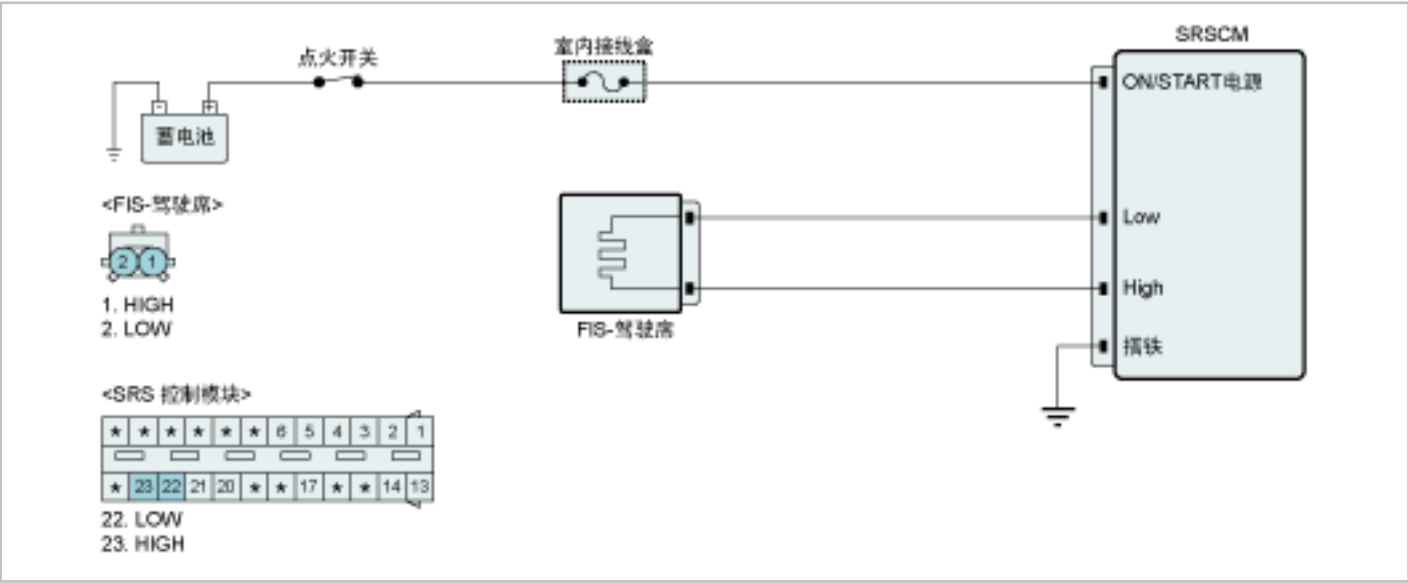 SRSCM
点火开关
室内接线盒
ON/START电源
- +
蓄电池
<FIS-驾驶席>
Low
2 1
High
1. HIGH
2. LOW
FIS-驾驶席
搭铁
<SRS 控制模块>
* * * * * * 6 5 4 3 2 1
* 23 22 21 20 * * 17 * * 14 13
22. LOW
23. HIGH